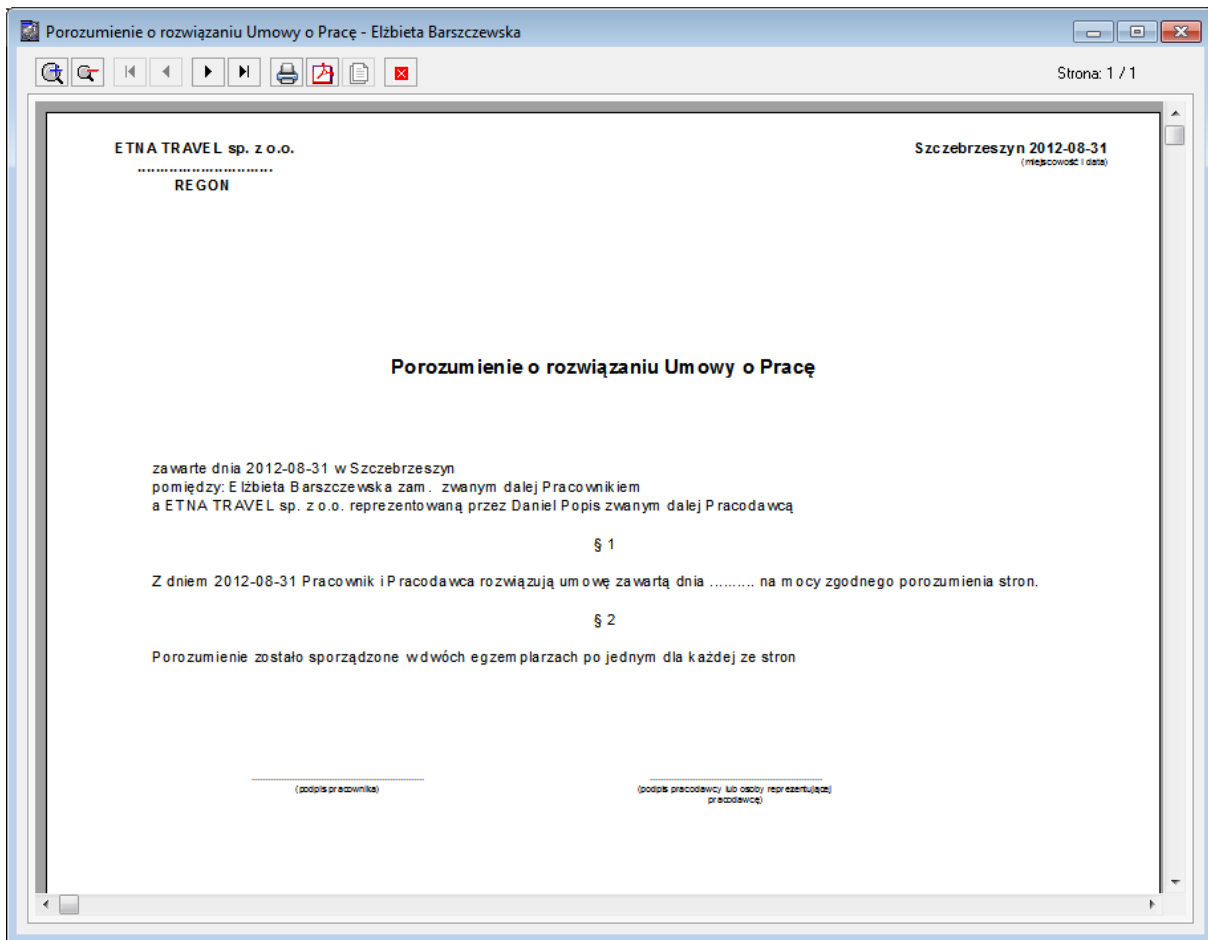 Porozumienie o rozwiązaniu Umowy o Pracę - Elżbieta Barszczewska
Strona: 1 / 1
ETNA TRAVEL sp. z o.o.
Szczebrzeszyn 2012-08-31
(miejscowość i data)
.............................
REGON
Porozumienie o rozwiązaniu Umowy o Pracę
zawarte dnia 2012-08-31 w Szczebrzeszyn
pomiędzy: Elżbieta Barszczewska zam. zwanym dalej Pracownikiem
a ETNA TRAVEL sp. z o.o. reprezentowaną przez Daniel Popis zwanym dalej Pracodawcą
§ 1
Z dniem 2012-08-31 Pracownik i Pracodawca rozwiązują umowę zawartą dnia .......... na mocy zgodnego porozumienia stron.
§ 2
Porozumienie zostało sporządzone w dwóch egzemplarzach po jednym dla każdej ze stron
(podpis pracownika)
(podpis pracodawcy lub osoby reprezentującej
pracodawcę)